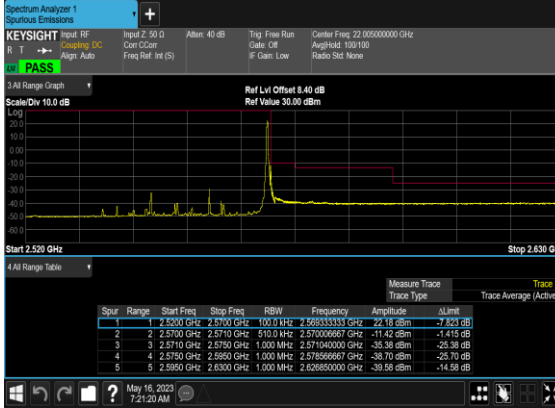 Spectrum Analyzer 1
Spurious Emissions
+
KEYSIGHT Input: RF Input Z: 50 Ω Atten: 40 dB Trig: Free Run Center Freq: 22.005000000 GHz
R T Coupling: DC Corr CCorr Gate: Off Avg|Hold: 100/100
Align: Auto Freq Ref: Int (S) IF Gain: Low Radio Std: None
PASS
3 All Range Graph
Ref Lvl Offset 8.40 dB
Scale/Div 10.0 dB Ref Value 30.00 dBm
Log
20.0
10.0
0.00
-10.0
-20.0
-30.0
-40.0
-50.0
-60.0
Start 2.520 GHz Stop 2.630 G
4 All Range Table
Measure Trace Trace
Trace Type Trace Average (Active
Spur Range Start Freq Stop Freq RBW Frequency Amplitude ΔLimit
1 1 2.5200 GHz 2.5700 GHz 100.0 kHz 2.569333333 GHz 22.18 dBm -7.823 dB
2 2 2.5700 GHz 2.5710 GHz 510.0 kHz 2.570006667 GHz -11.42 dBm -1.415 dB
3 3 2.5710 GHz 2.5750 GHz 1.000 MHz 2.571040000 GHz -35.38 dBm -25.38 dB
4 4 2.5750 GHz 2.5950 GHz 1.000 MHz 2.578566667 GHz -38.70 dBm -25.70 dB
5 5 2.5950 GHz 2.6300 GHz 1.000 MHz 2.626850000 GHz -39.58 dBm -14.58 dB
?
May 16, 2023
7:21:20 AM